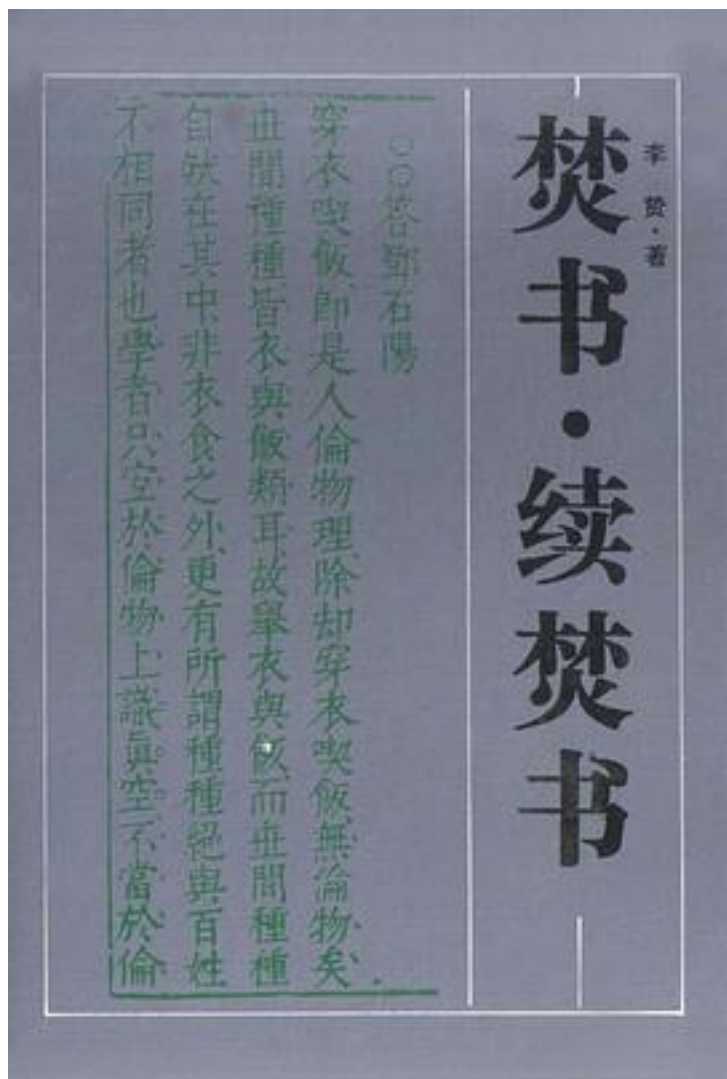 李贽·著
焚书·续焚书
○○答鄧石陽
穿衣喫飯、即是人倫物理、除却穿衣喫飯、無倫物矣、
世間種種皆衣與飯類耳、故舉衣與飯、而世間種種
自然在其中、非衣食之外、更有所謂種種絕與百姓
不相同者也、學者只宜於倫物上識真空、不當於倫